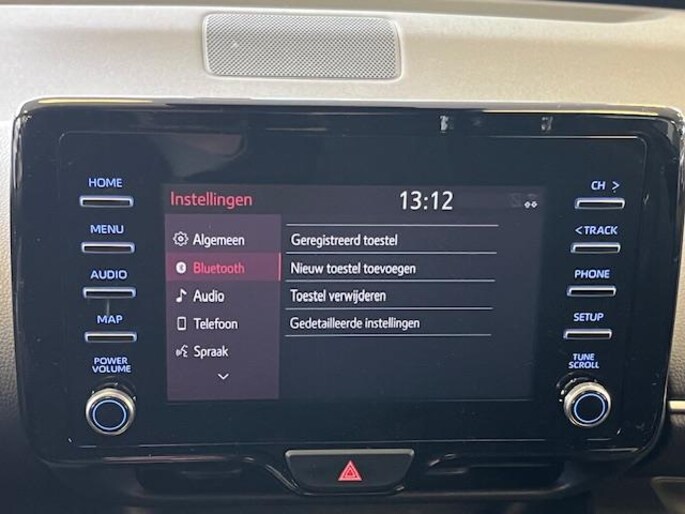 HOME
MENU
AUDIO
MAP
POWER
VOLUME
Instellingen
13:12
Algemeen
Bluetooth
Audio
Telefoon
Spraak
Geregistreerd toestel
Nieuw toestel toevoegen
Toestel verwijderen
Gedetailleerde instellingen
CH >
< TRACK
PHONE
SETUP
TUNE
SCROLL